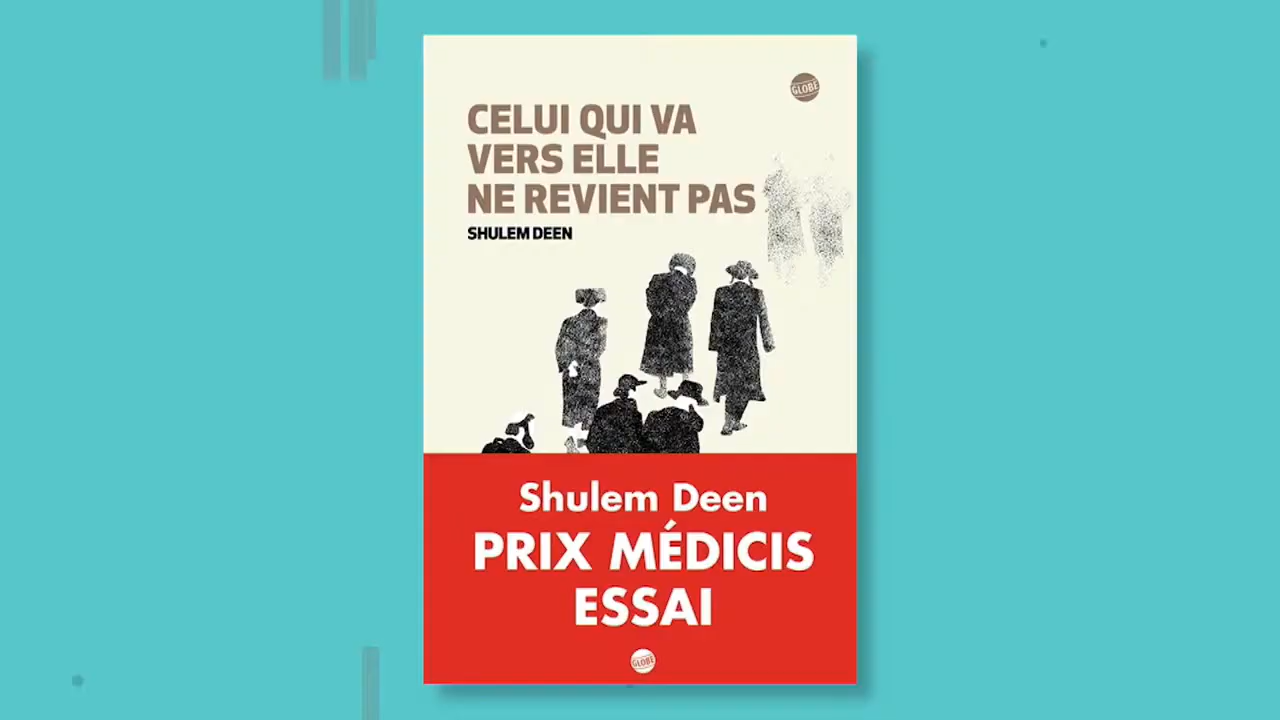 GLOBE
CELUI QUI VA
VERS ELLE
NE REVIENT PAS
SHULEM DEEN
Shulem Deen
PRIX MÉDICIS
ESSAI
GLOBE